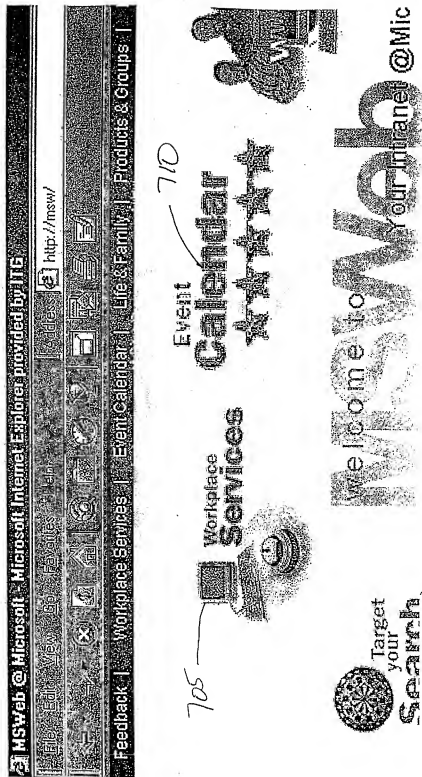 MSWeb @ Microsoft - Microsoft Internet Explorer provided by ITG
File Edit View Go Favorites Help
Address http://msw/
Feedback | Workplace Services | Event Calendar | Life & Family | Products & Groups |
705
Workplace
Services
Event
Calendar
710
Target
your
Search
welcome to
MSWeb
Your Intranet @Mic